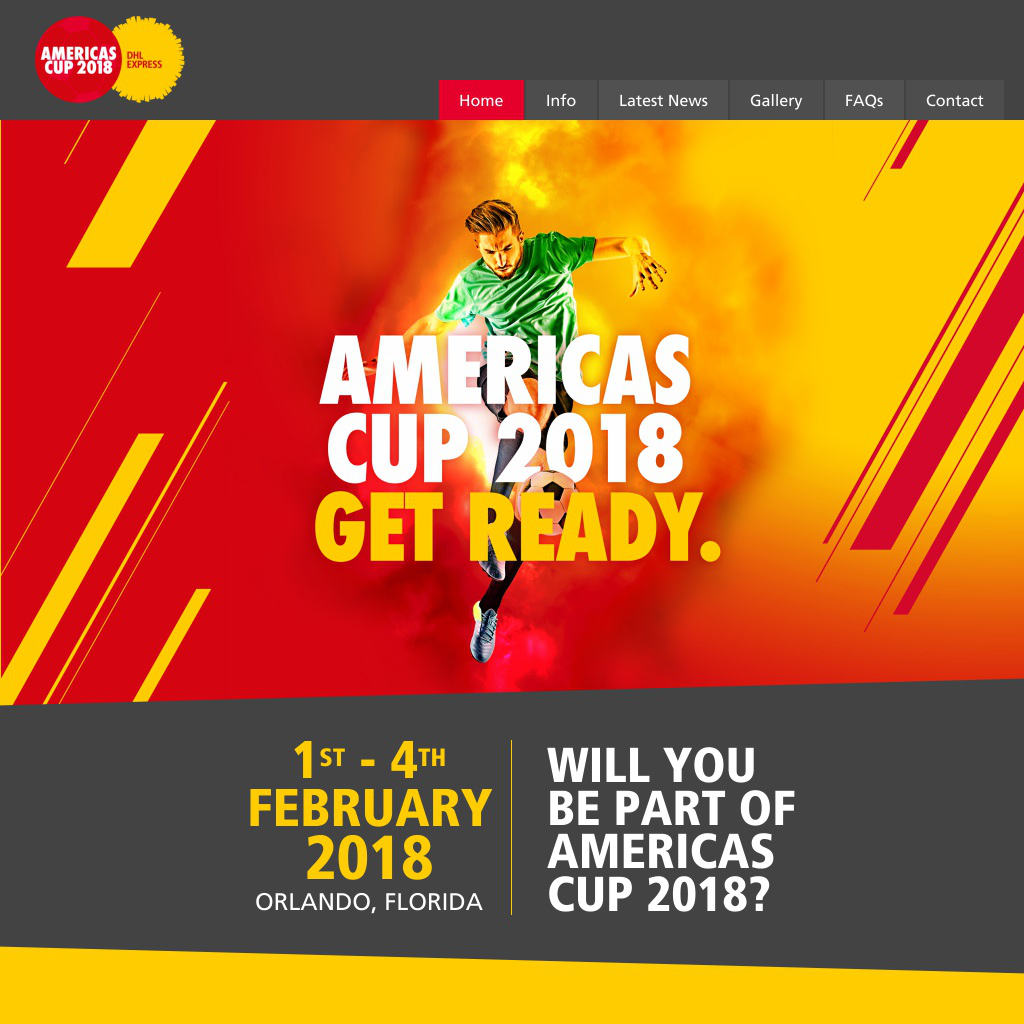 AMERICAS
CUP 2018
DHL
EXPRESS
Home Info Latest News Gallery FAQs Contact
AMERICAS
CUP 2018
GET READY.
1ST - 4TH
FEBRUARY
2018
ORLANDO, FLORIDA
WILL YOU
BE PART OF
AMERICAS
CUP 2018?